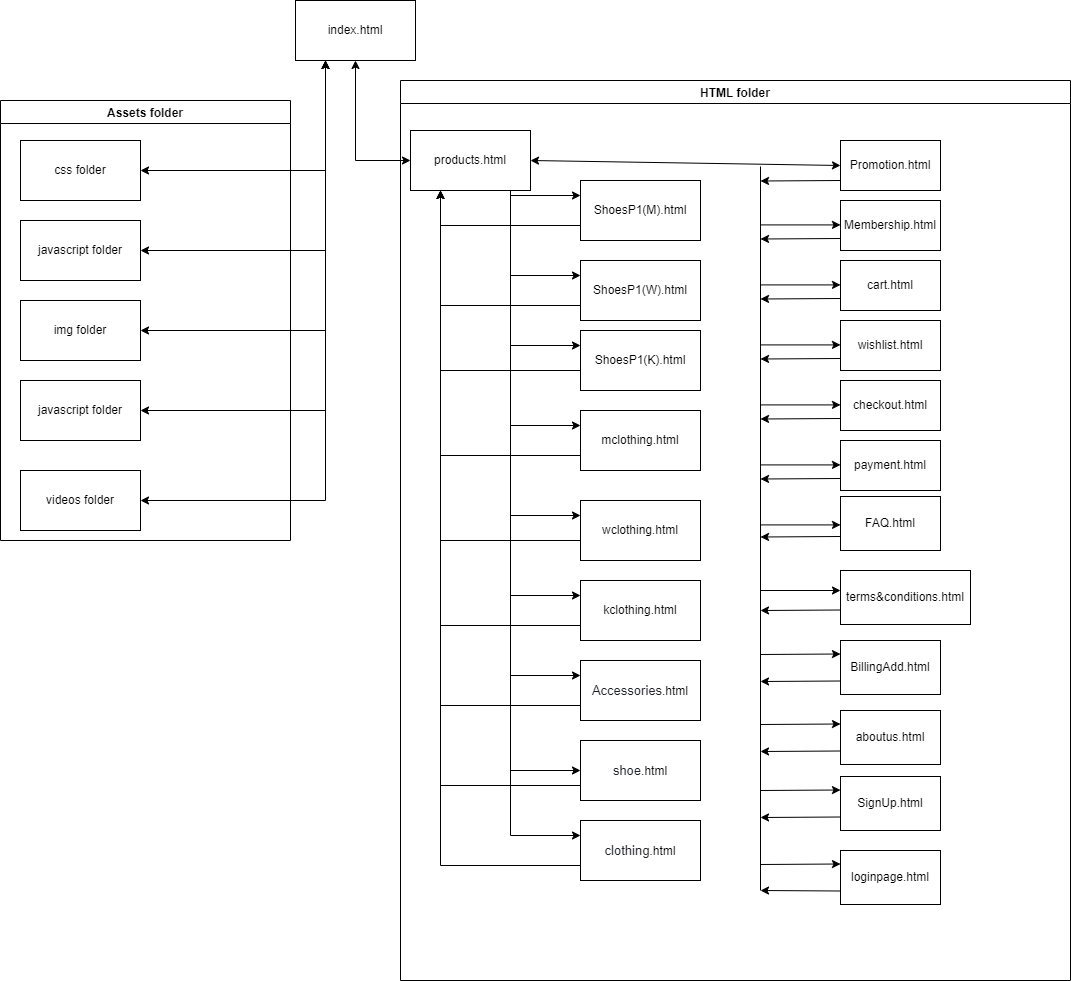 index.html
Assets folder
css folder
javascript folder
img folder
javascript folder
videos folder
HTML folder
products.html
ShoesP1(M).html
ShoesP1(W).html
ShoesP1(K).html
mclothing.html
wclothing.html
kclothing.html
Accessories.html
shoe.html
clothing.html
Promotion.html
Membership.html
cart.html
wishlist.html
checkout.html
payment.html
FAQ.html
terms&conditions.html
BillingAdd.html
aboutus.html
SignUp.html
loginpage.html